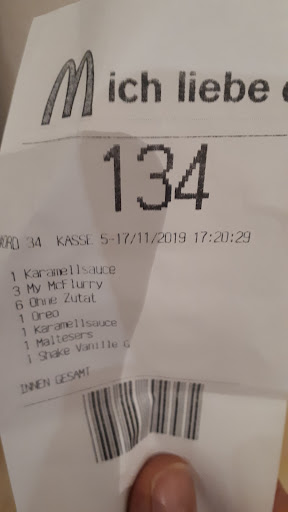 M ich liebe
134
ORD 34 KASSE 5-17/11/2019 17:20:29
1 Karamellsauce
3 My McFlurry
6 Ohne Zutat
1 Oreo
1 Karamellsauce
1 Maltesers
1 Shake Vanille G
INNEN GESAMT